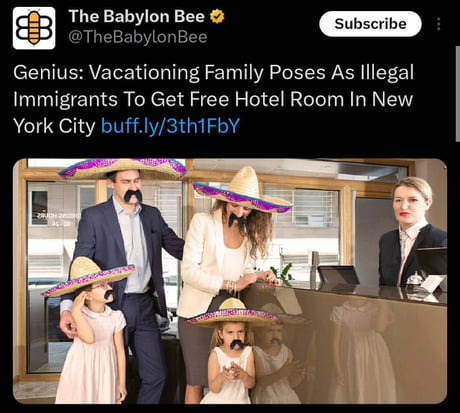 The Babylon Bee
@TheBabylonBee
Subscribe
Genius: Vacationing Family Poses As Illegal
Immigrants To Get Free Hotel Room In New
York City buff.ly/3th1FbY